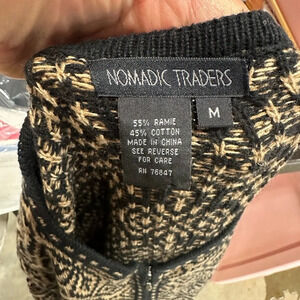 NOMADIC TRADERS
M
55% RAMIE
45% COTTON
MADE IN CHINA
SEE REVERSE
FOR CARE
RN 76847